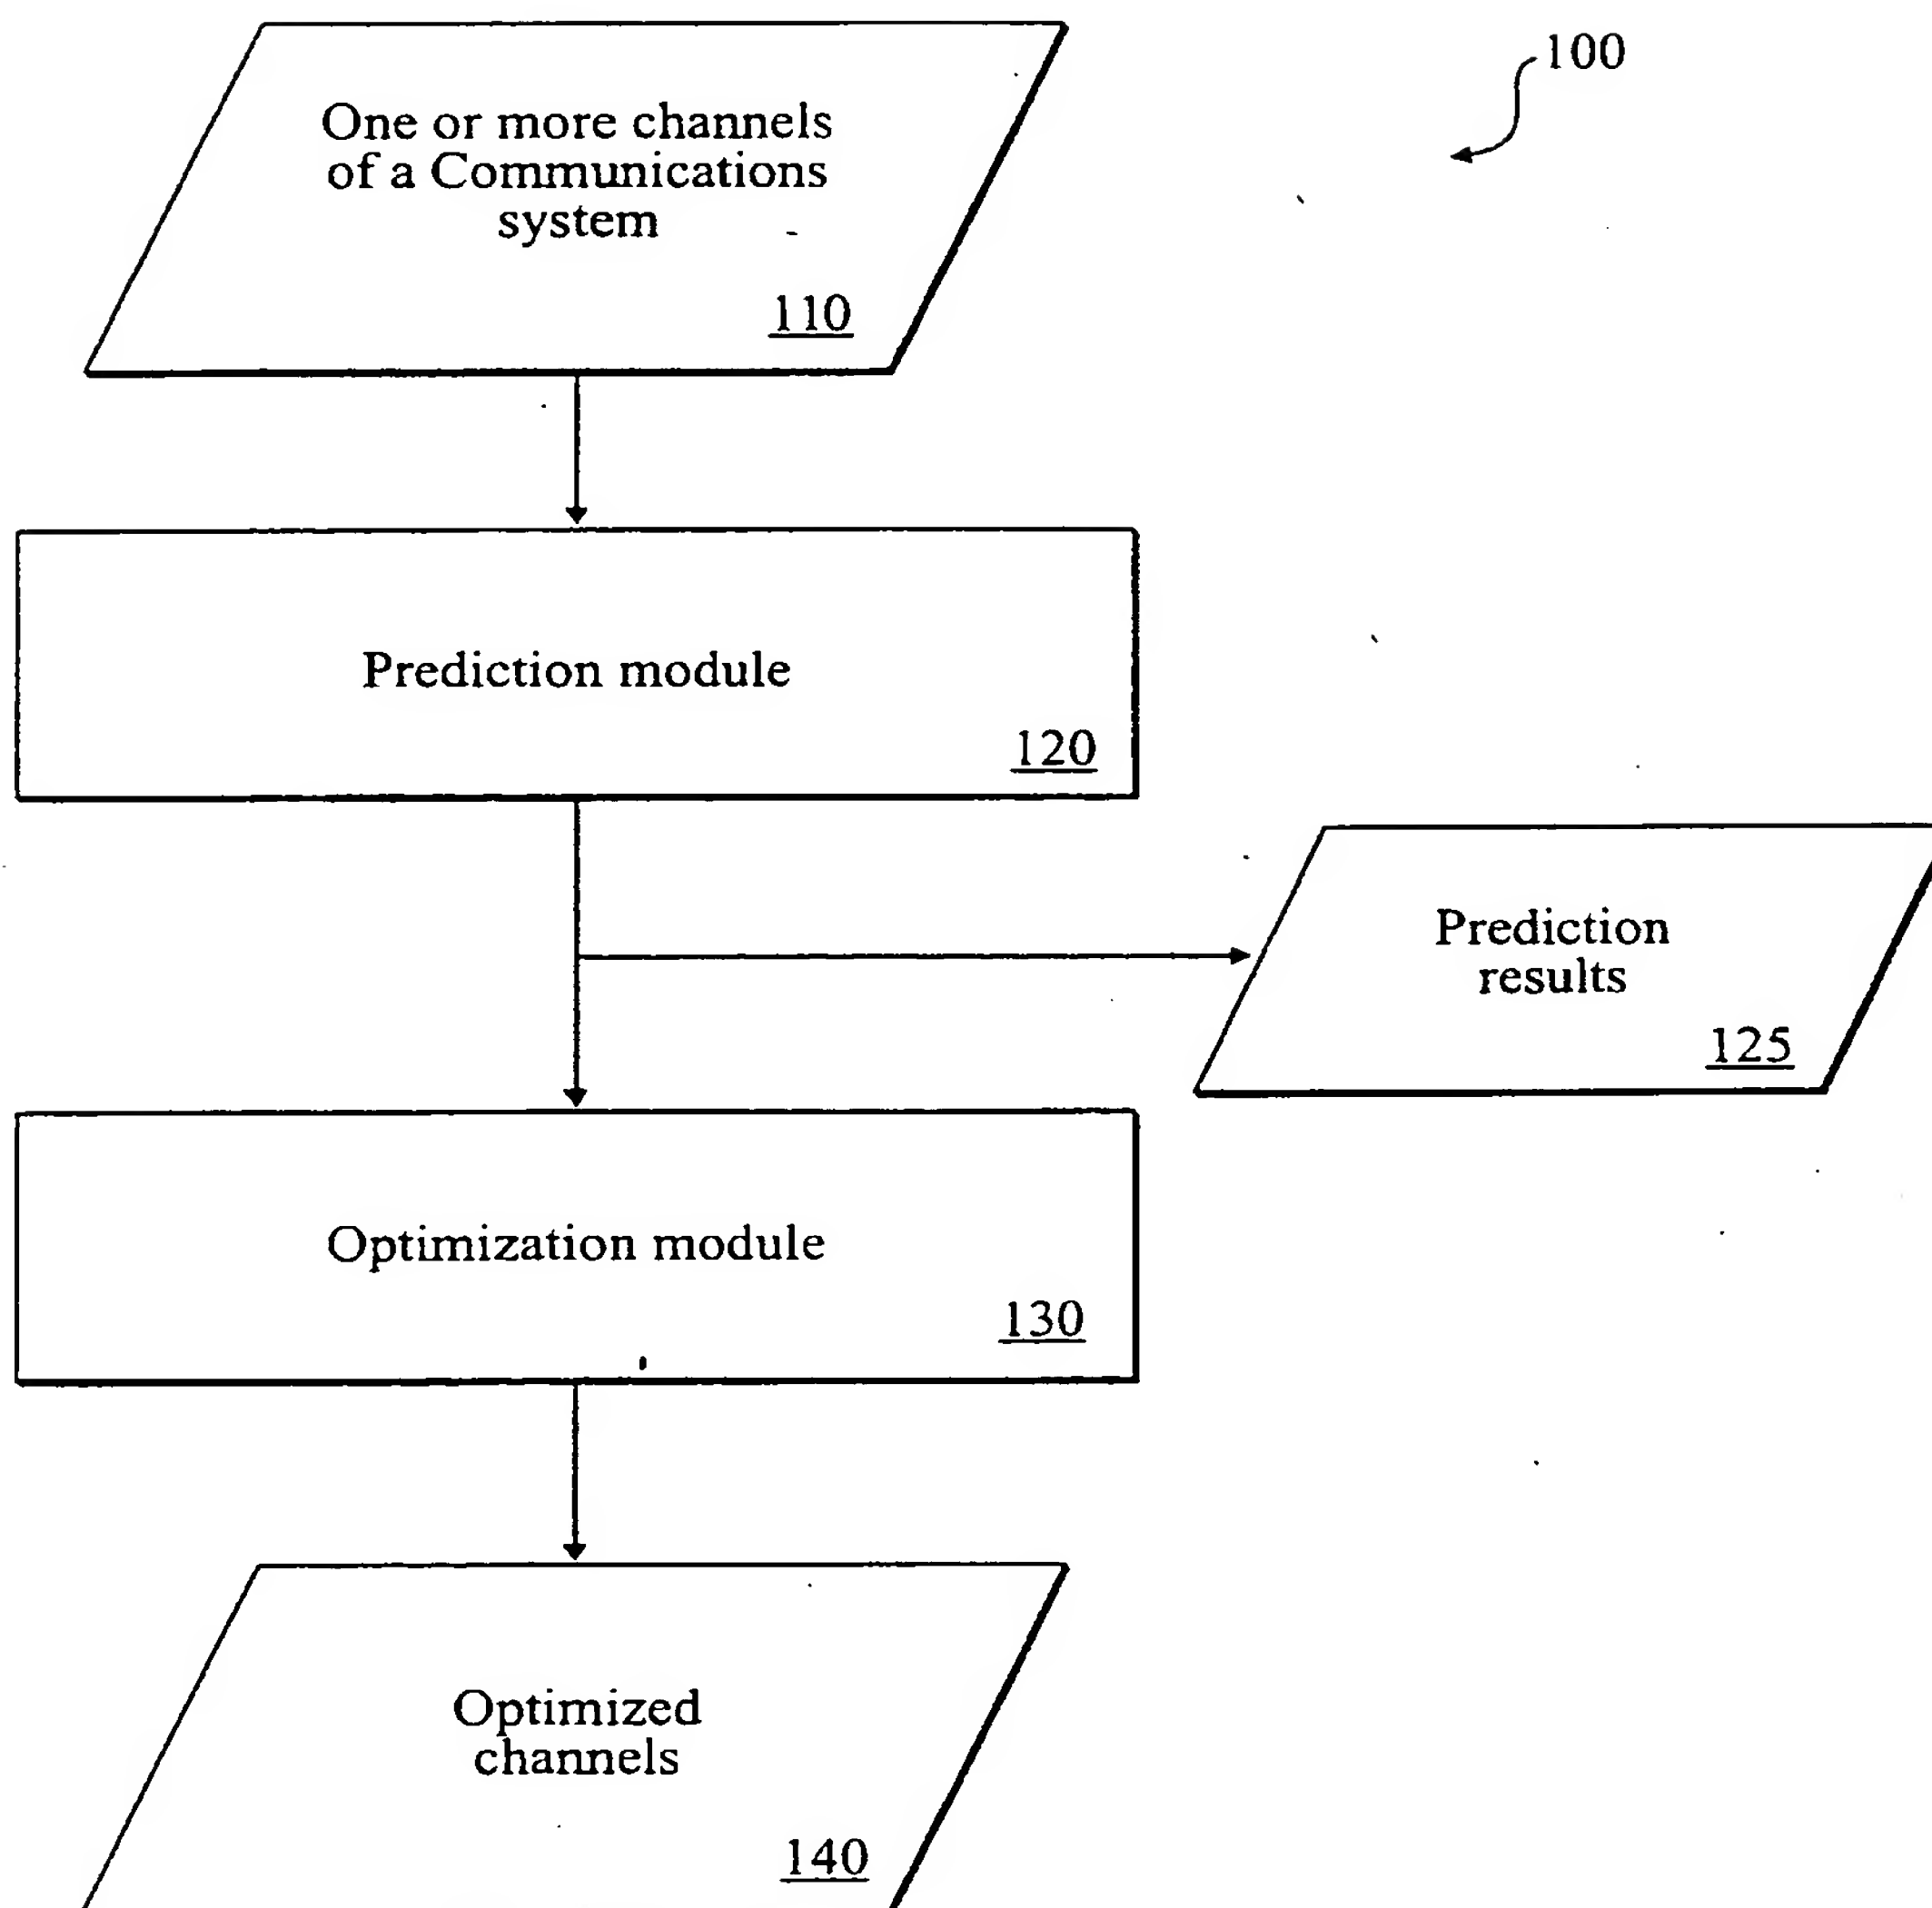 100
One or more channels
of a Communications
system
110
Prediction module
120
Prediction
results
125
Optimization module
130
Optimized
channels
140